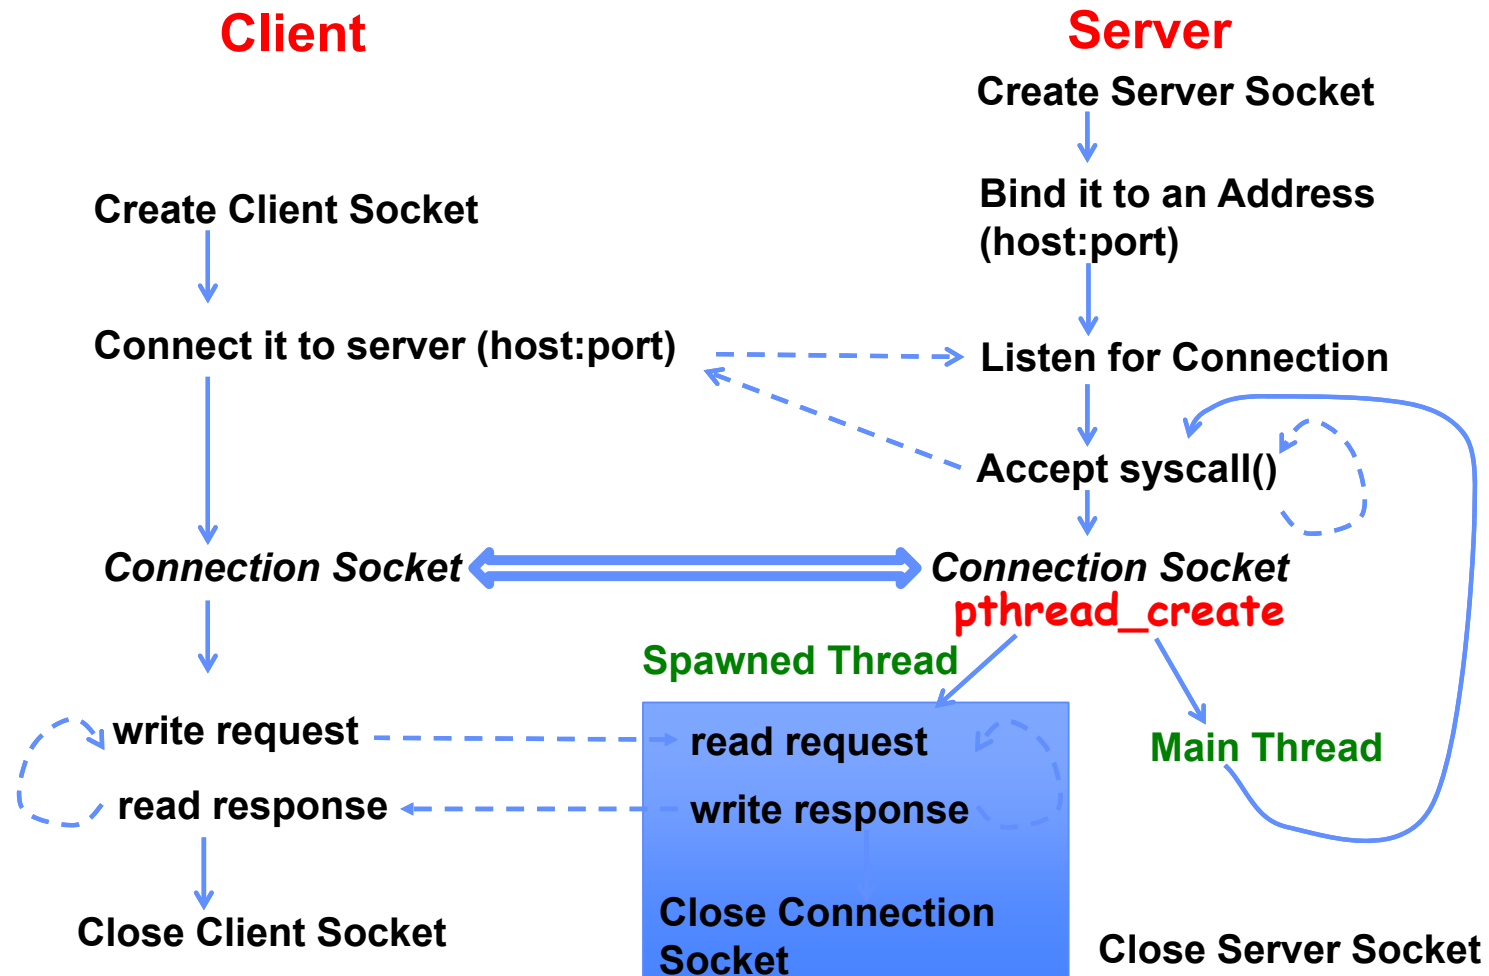 Client
Server
Create Server Socket
Create Client Socket
Bind it to an Address
(host:port)
Connect it to server (host:port)
Listen for Connection
Accept syscall()
Connection Socket
Connection Socket
pthread_create
Spawned Thread
write request
read request
Main Thread
read response
write response
Close Client Socket
Close Connection
Socket
Close Server Socket